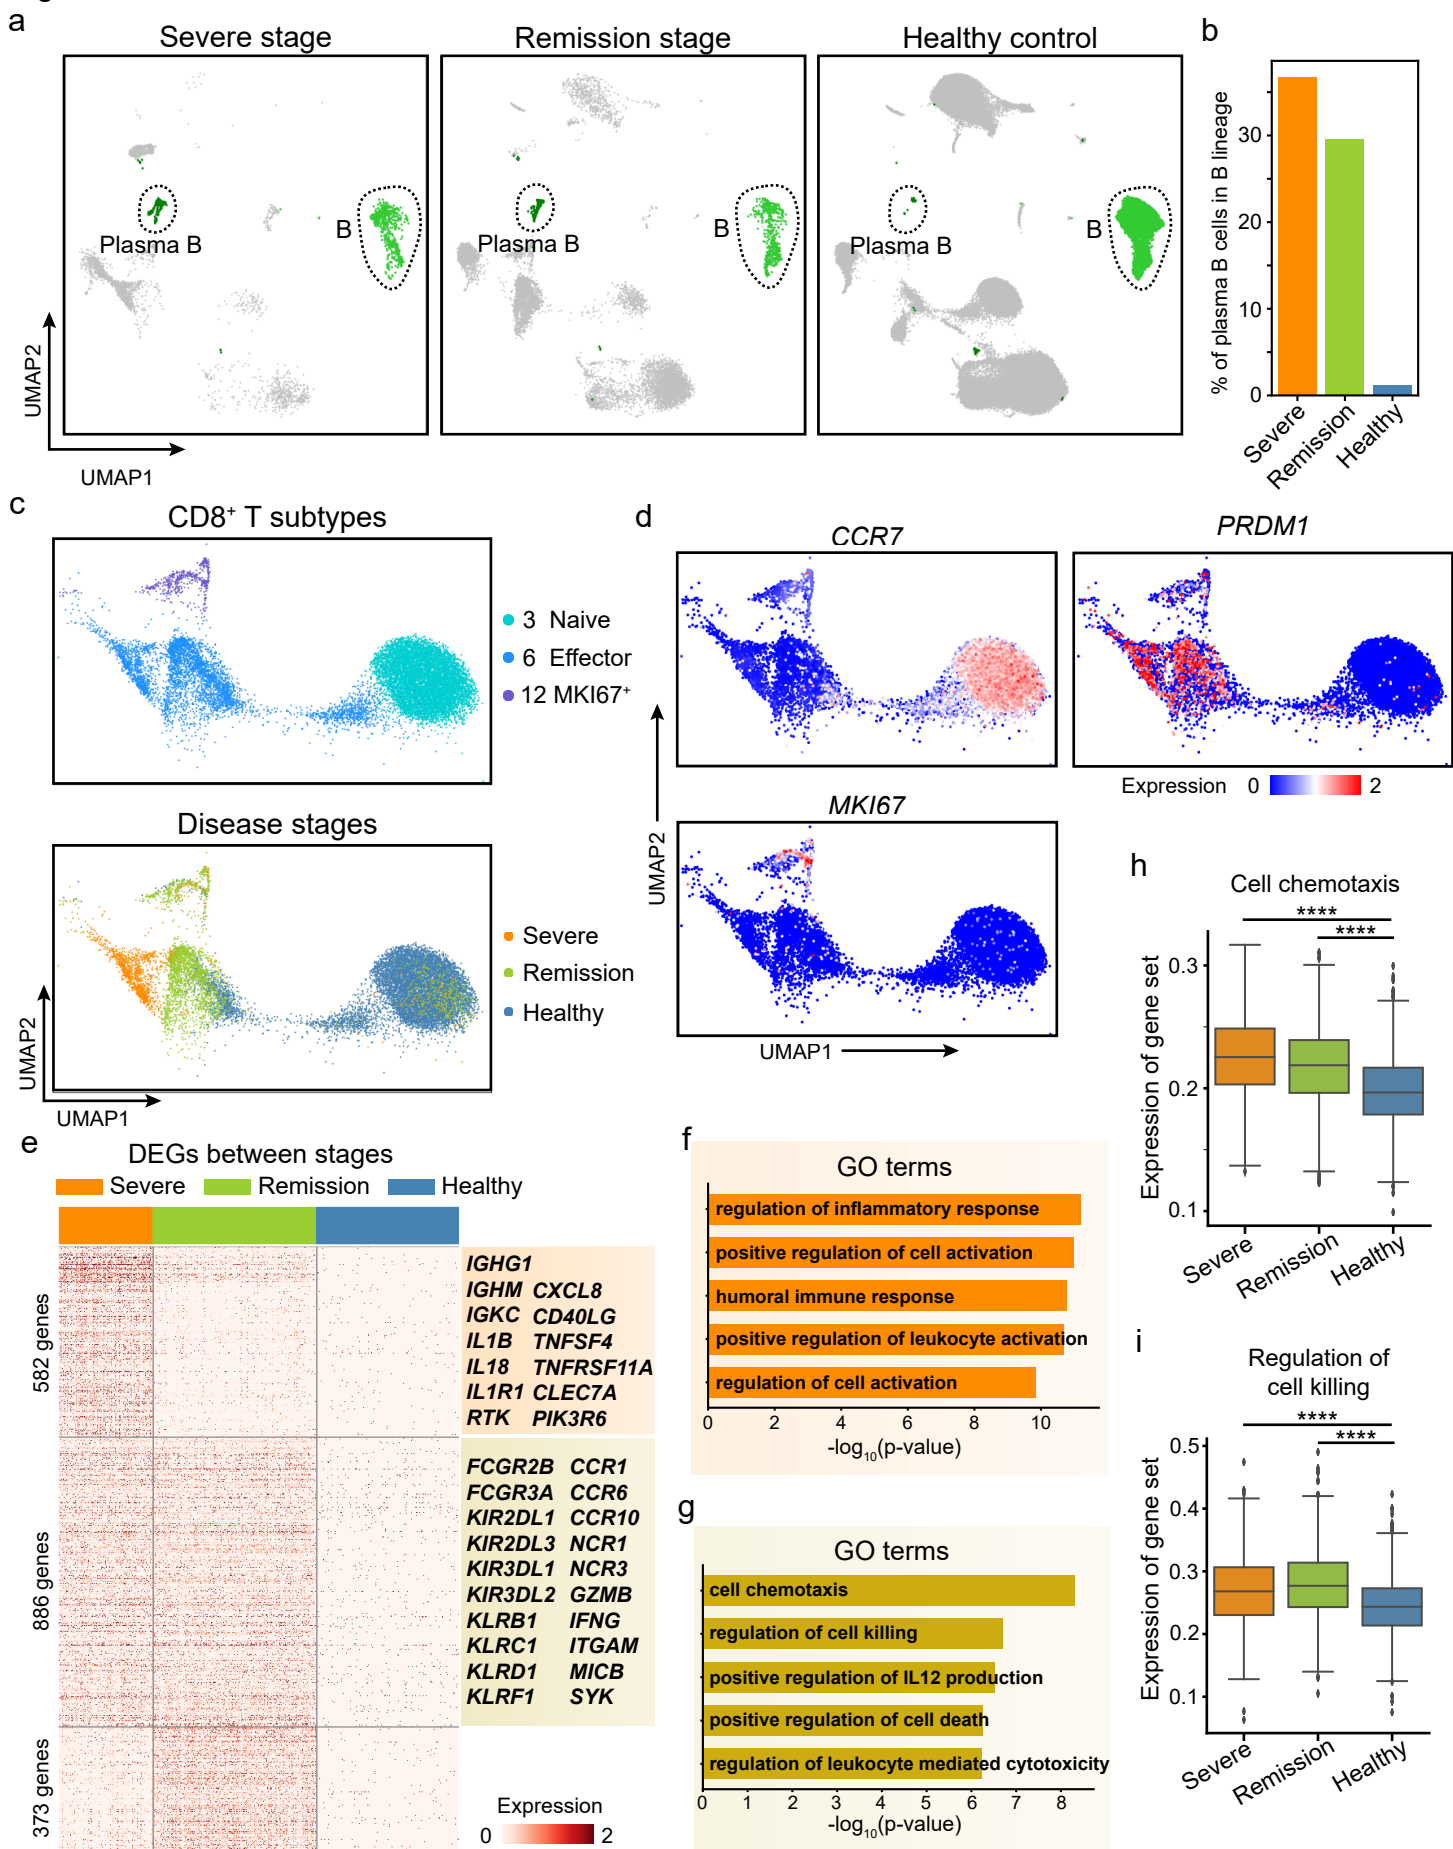 a
Severe stage
Remission stage
Healthy control
Plasma B
B
Plasma B
B
Plasma B
B
UMAP2
UMAP1
b
% of plasma B cells in B lineage
30
20
10
0
Severe
Remission
Healthy
c
CD8+ T subtypes
3 Naive
6 Effector
12 MKI67+
Disease stages
Severe
Remission
Healthy
UMAP2
UMAP1
d
CCR7
PRDM1
Expression 0 2
MKI67
UMAP2
UMAP1
e
DEGs between stages
Severe Remission Healthy
582 genes
886 genes
373 genes
IGHG1
IGHM CXCL8
IGKC CD40LG
IL1B TNFSF4
IL18 TNFRSF11A
IL1R1 CLEC7A
RTK PIK3R6
FCGR2B CCR1
FCGR3A CCR6
KIR2DL1 CCR10
KIR2DL3 NCR1
KIR3DL1 NCR3
KIR3DL2 GZMB
KLRB1 IFNG
KLRC1 ITGAM
KLRD1 MICB
KLRF1 SYK
Expression
0 2
f
GO terms
regulation of inflammatory response
positive regulation of cell activation
humoral immune response
positive regulation of leukocyte activation
regulation of cell activation
0 2 4 6 8 10
-log10(p-value)
g
GO terms
cell chemotaxis
regulation of cell killing
positive regulation of IL12 production
positive regulation of cell death
regulation of leukocyte mediated cytotoxicity
0 1 2 3 4 5 6 7 8
-log10(p-value)
h
Cell chemotaxis
****
****
Expression of gene set
0.3
0.2
0.1
Severe
Remission
Healthy
i
Regulation of
cell killing
****
****
Expression of gene set
0.5
0.4
0.3
0.2
0.1
Severe
Remission
Healthy